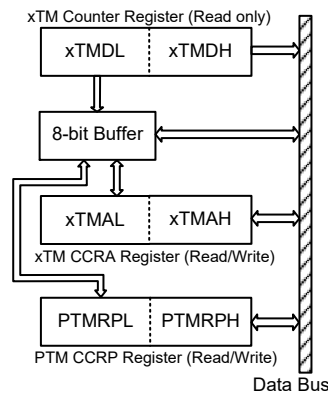 xTM Counter Register (Read only)
xTMDL xTMDH
8-bit Buffer
xTMAL xTMAH
xTM CCRA Register (Read/Write)
PTMRPL PTMRPH
PTM CCRP Register (Read/Write)
Data Bus